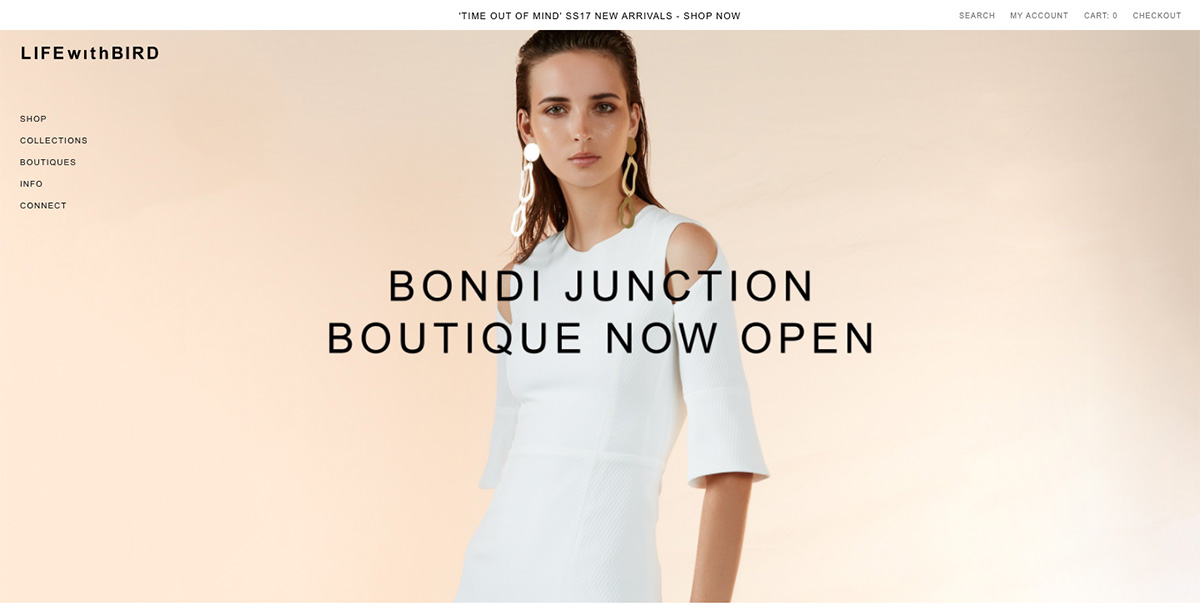 'TIME OUT OF MIND' SS17 NEW ARRIVALS - SHOP NOW
SEARCH MY ACCOUNT CART: 0 CHECKOUT
LIFEwithBIRD
SHOP
COLLECTIONS
BOUTIQUES
INFO
CONNECT
BONDI JUNCTION
BOUTIQUE NOW OPEN